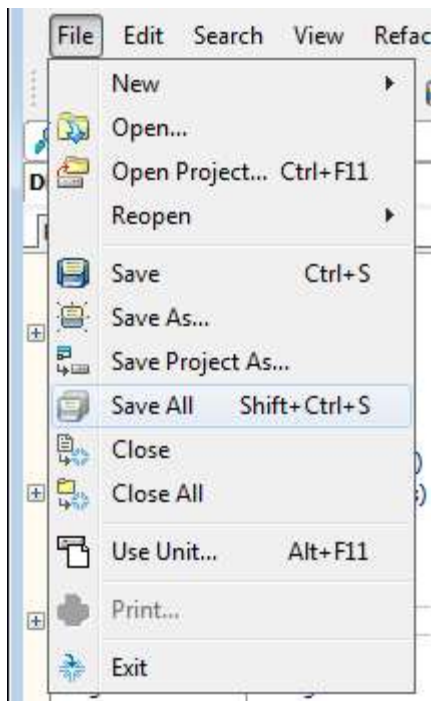 File Edit Search View Refac
New
Open...
Open Project... Ctrl+F11
Reopen
Save Ctrl+S
Save As...
Save Project As...
Save All Shift+Ctrl+S
Close
Close All
Use Unit... Alt+F11
Print...
Exit